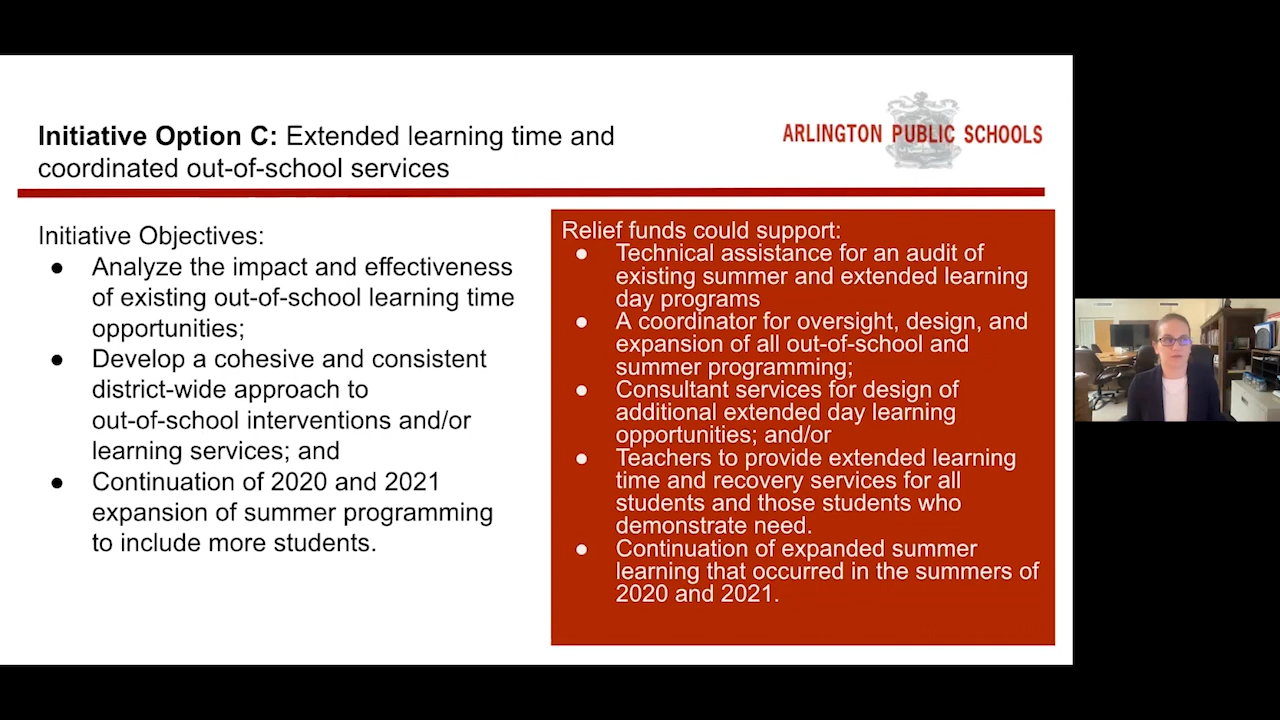 Initiative Option C: Extended learning time and
coordinated out-of-school services
ARLINGTON PUBLIC SCHOOLS
Initiative Objectives:
● Analyze the impact and effectiveness
of existing out-of-school learning time
opportunities;
● Develop a cohesive and consistent
district-wide approach to
out-of-school interventions and/or
learning services; and
● Continuation of 2020 and 2021
expansion of summer programming
to include more students.
Relief funds could support:
● Technical assistance for an audit of
existing summer and extended learning
day programs
● A coordinator for oversight, design, and
expansion of all out-of-school and
summer programming;
● Consultant services for design of
additional extended day learning
opportunities; and/or
● Teachers to provide extended learning
time and recovery services for all
students and those students who
demonstrate need.
● Continuation of expanded summer
learning that occurred in the summers of
2020 and 2021.